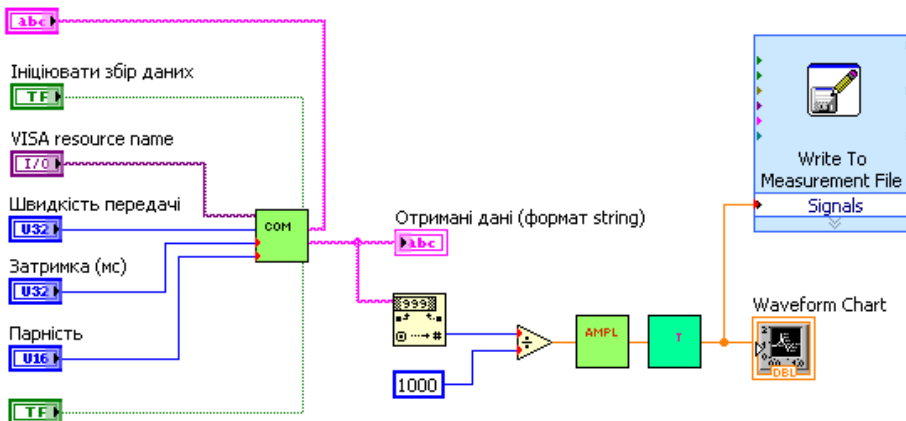 abc
Ініціювати збір даних
TF
VISA resource name
I/O
Швидкість передачі
U32
COM
Затримка (мс)
U32
Парність
U16
TF
Отримані дані (формат string)
abc
999
1000
AMPL
T
Write To
Measurement File
Signals
Waveform Chart
DBL